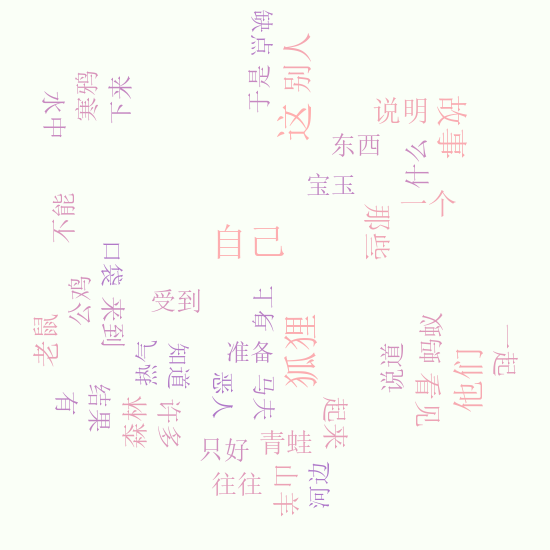 缺点
于是
别人
这
寒鸦
下来
水中
说明
故事
东西
什么
宝玉
一个
那些
不能
自己
口袋
公鸡
来到
受到
身上
老鼠
狐狸
蚂蚁
一起
热气
知道
准备
说道
看见
他们
恶人
马夫
有
结果
森林
许多
起来
只好
青蛙
往往
山羊
河边